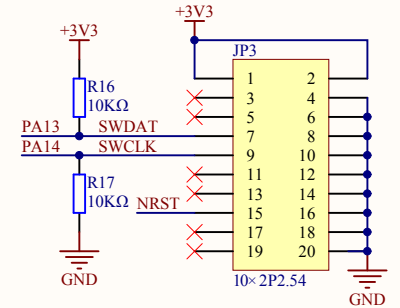 +3V3
+3V3
JP3
R16
10KΩ
PA13 SWDAT
PA14 SWCLK
R17
10KΩ
NRST
1 2
3 4
5 6
7 8
9 10
11 12
13 14
15 16
17 18
19 20
GND
10×2P2.54
GND